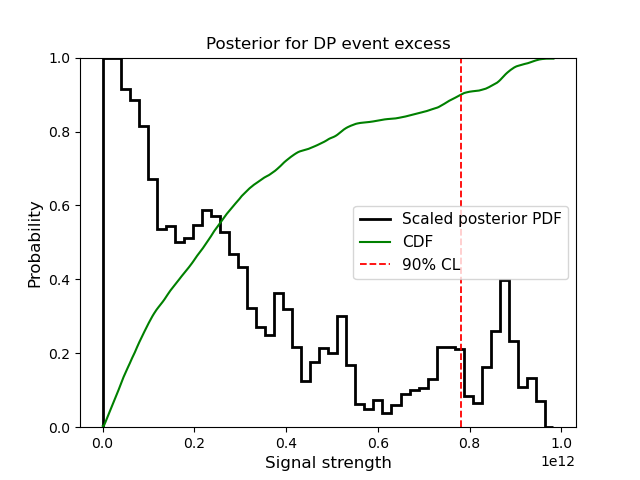 Posterior for DP event excess
1.0
0.8
0.6
0.4
0.2
0.0
Probability
Scaled posterior PDF
CDF
90% CL
0.0 0.2 0.4 0.6 0.8 1.0
1e12
Signal strength